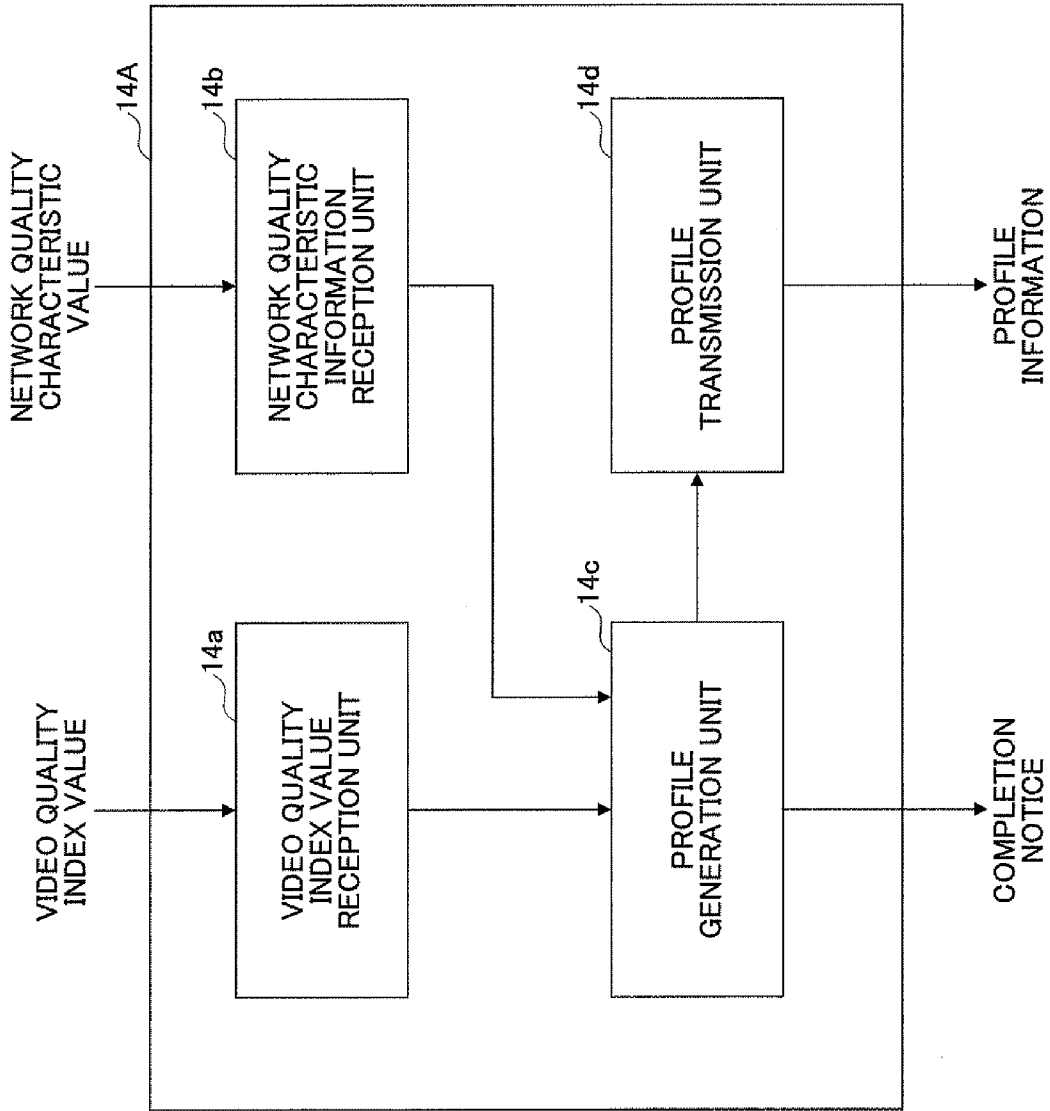 VIDEO QUALITY
INDEX VALUE
NETWORK QUALITY
CHARACTERISTIC
VALUE
14A
14a
VIDEO QUALITY
INDEX VALUE
RECEPTION UNIT
14b
NETWORK QUALITY
CHARACTERISTIC
INFORMATION
RECEPTION UNIT
14c
PROFILE
GENERATION UNIT
14d
PROFILE
TRANSMISSION UNIT
COMPLETION
NOTICE
PROFILE
INFORMATION